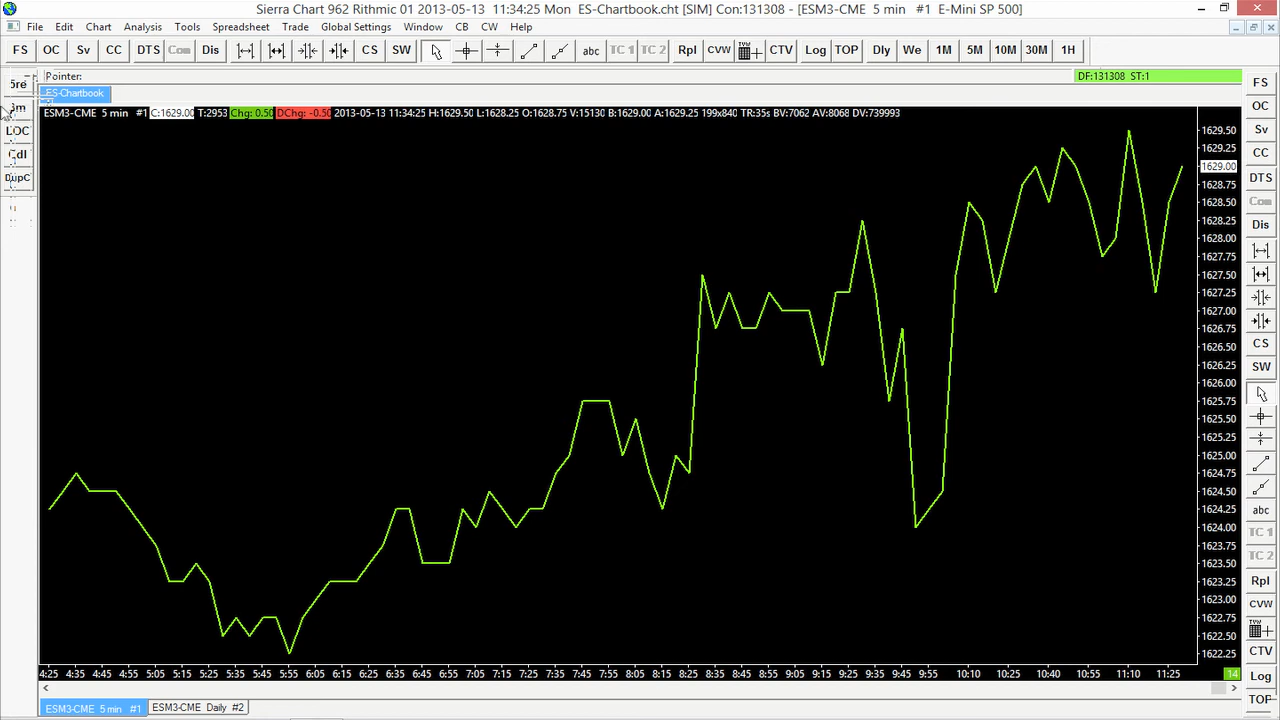 Sierra Chart 962 Rithmic 01 2013-05-13  11:34:25 Mon  ES-Chartbook.cht [SIM] Con:131308 - [ESM3-CME  5 min  #1  E-Mini SP 500]
File Edit Chart Analysis Tools Spreadsheet Trade Global Settings Window CB CW Help
FS OC Sv CC DTS Com Dis CS SW abc TC 1 TC 2 Rpl CVW TVW CTV Log TOP Dly We 1M 5M 10M 30M 1H
Pointer:
DF:131308  ST:1
ES-Chartbook
LOC
DupC
ESM3-CME  5 min  #1 C:1629.00 T:2953 Chg: 0.50 DChg: -0.50 2013-05-13 11:34:25 H:1629.50 L:1628.25 O:1628.75 V:15130 B:1629.00 A:1629.25 199x840 TR:35s BV:7062 AV:8068 DV:739993
1629.50
1629.25
1629.00
1628.75
1628.50
1628.25
1628.00
1627.75
1627.50
1627.25
1627.00
1626.75
1626.50
1626.25
1626.00
1625.75
1625.50
1625.25
1625.00
1624.75
1624.50
1624.25
1624.00
1623.75
1623.50
1623.25
1623.00
1622.75
1622.50
1622.25
4:25 4:35 4:45 4:55 5:05 5:15 5:25 5:35 5:45 5:55 6:05 6:15 6:25 6:35 6:45 6:55 7:05 7:15 7:25 7:35 7:45 7:55 8:05 8:15 8:25 8:35 8:45 8:55 9:05 9:15 9:25 9:35 9:45 9:55 10:10 10:25 10:40 10:55 11:10 11:25 14
ESM3-CME  5 min  #1 ESM3-CME  Daily  #2
FS
OC
Sv
CC
DTS
Com
Dis
CS
SW
abc
TC 1
TC 2
Rpl
CVW
TVW
CTV
Log
TOP